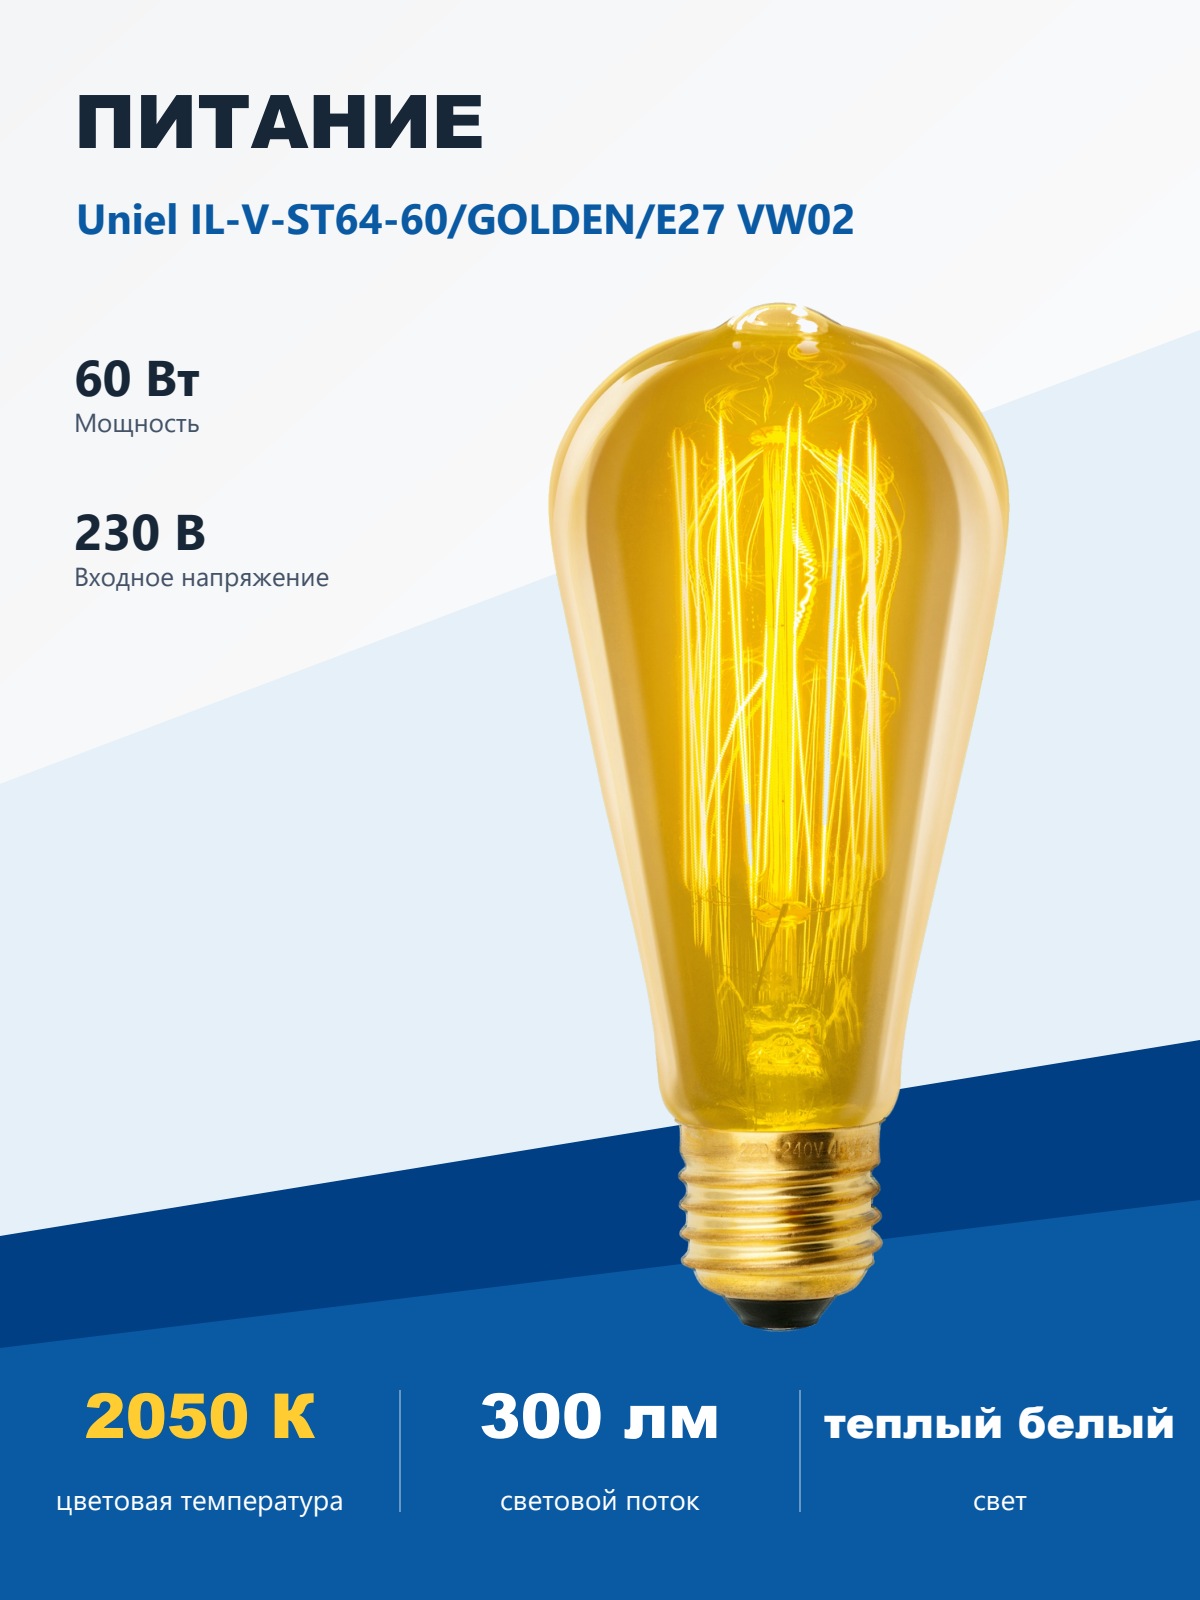 ПИТАНИЕ
Uniel IL-V-ST64-60/GOLDEN/E27 VW02
60 Вт
Мощность
230 В
Входное напряжение
2050 К
цветовая температура
300 лм
световой поток
теплый белый
свет